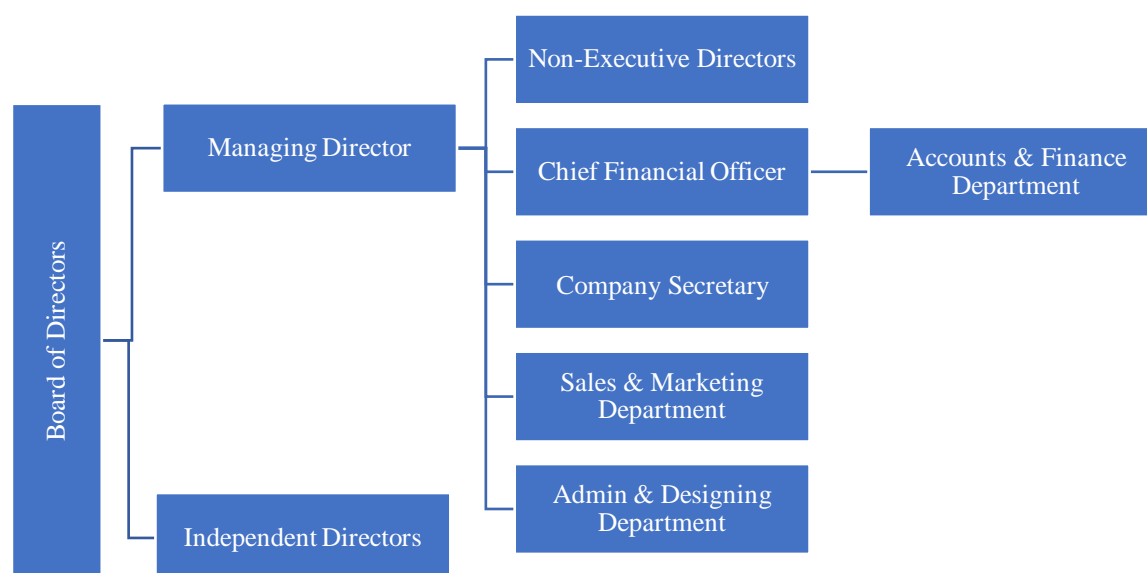 Board of Directors
Managing Director
Independent Directors
Non-Executive Directors
Chief Financial Officer
Company Secretary
Sales & Marketing
Department
Admin & Designing
Department
Accounts & Finance
Department